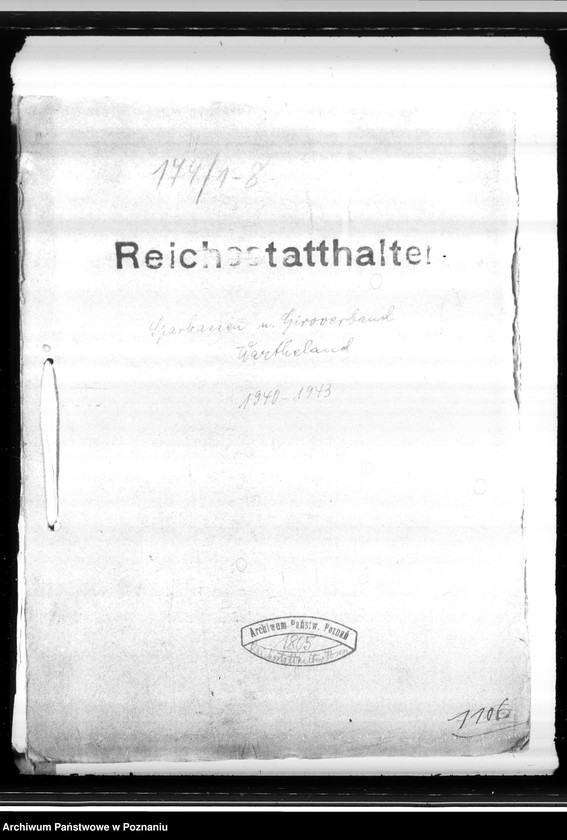 174/1-8
Reichsstatthalter
Sparkassen u. Giroverband
Wartheland
1940-1943
Archiwum Państw. Poznań
1805
1106
Archiwum Państwowe w Poznaniu